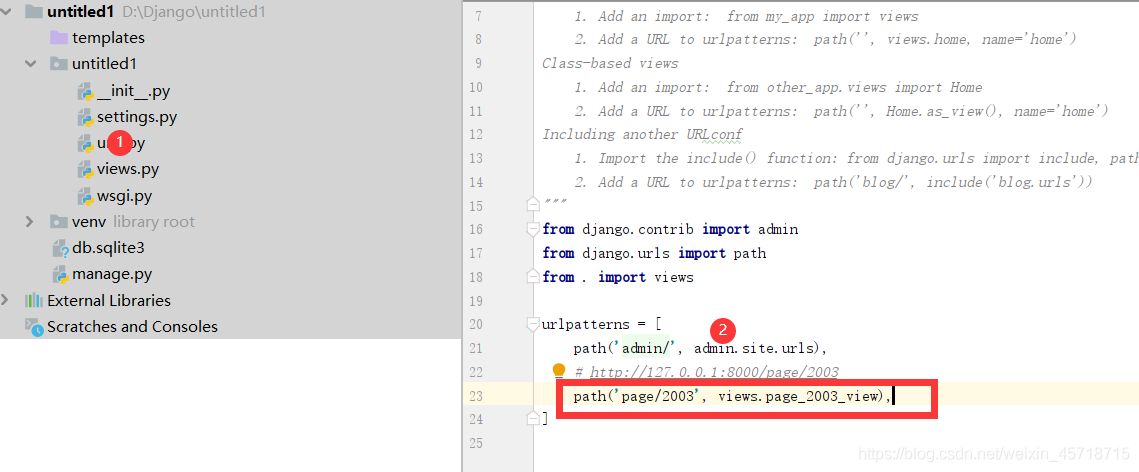 untitled1 D:\Django\untitled1
templates
untitled1
__init__.py
settings.py
1
views.py
wsgi.py
venv library root
db.sqlite3
manage.py
External Libraries
Scratches and Consoles
7 1. Add an import: from my_app import views
8 2. Add a URL to urlpatterns: path('', views.home, name='home')
9 Class-based views
10 1. Add an import: from other_app.views import Home
11 2. Add a URL to urlpatterns: path('', Home.as_view(), name='home')
12 Including another URLconf
13 1. Import the include() function: from django.urls import include, path
14 2. Add a URL to urlpatterns: path('blog/', include('blog.urls'))
15 """
16 from django.contrib import admin
17 from django.urls import path
18 from . import views
19
20 urlpatterns = [
2
21 path('admin/', admin.site.urls),
22 # http://127.0.0.1:8000/page/2003
23 path('page/2003', views.page_2003_view),
24 ]
25
https://blog.csdn.net/weixin_45718715